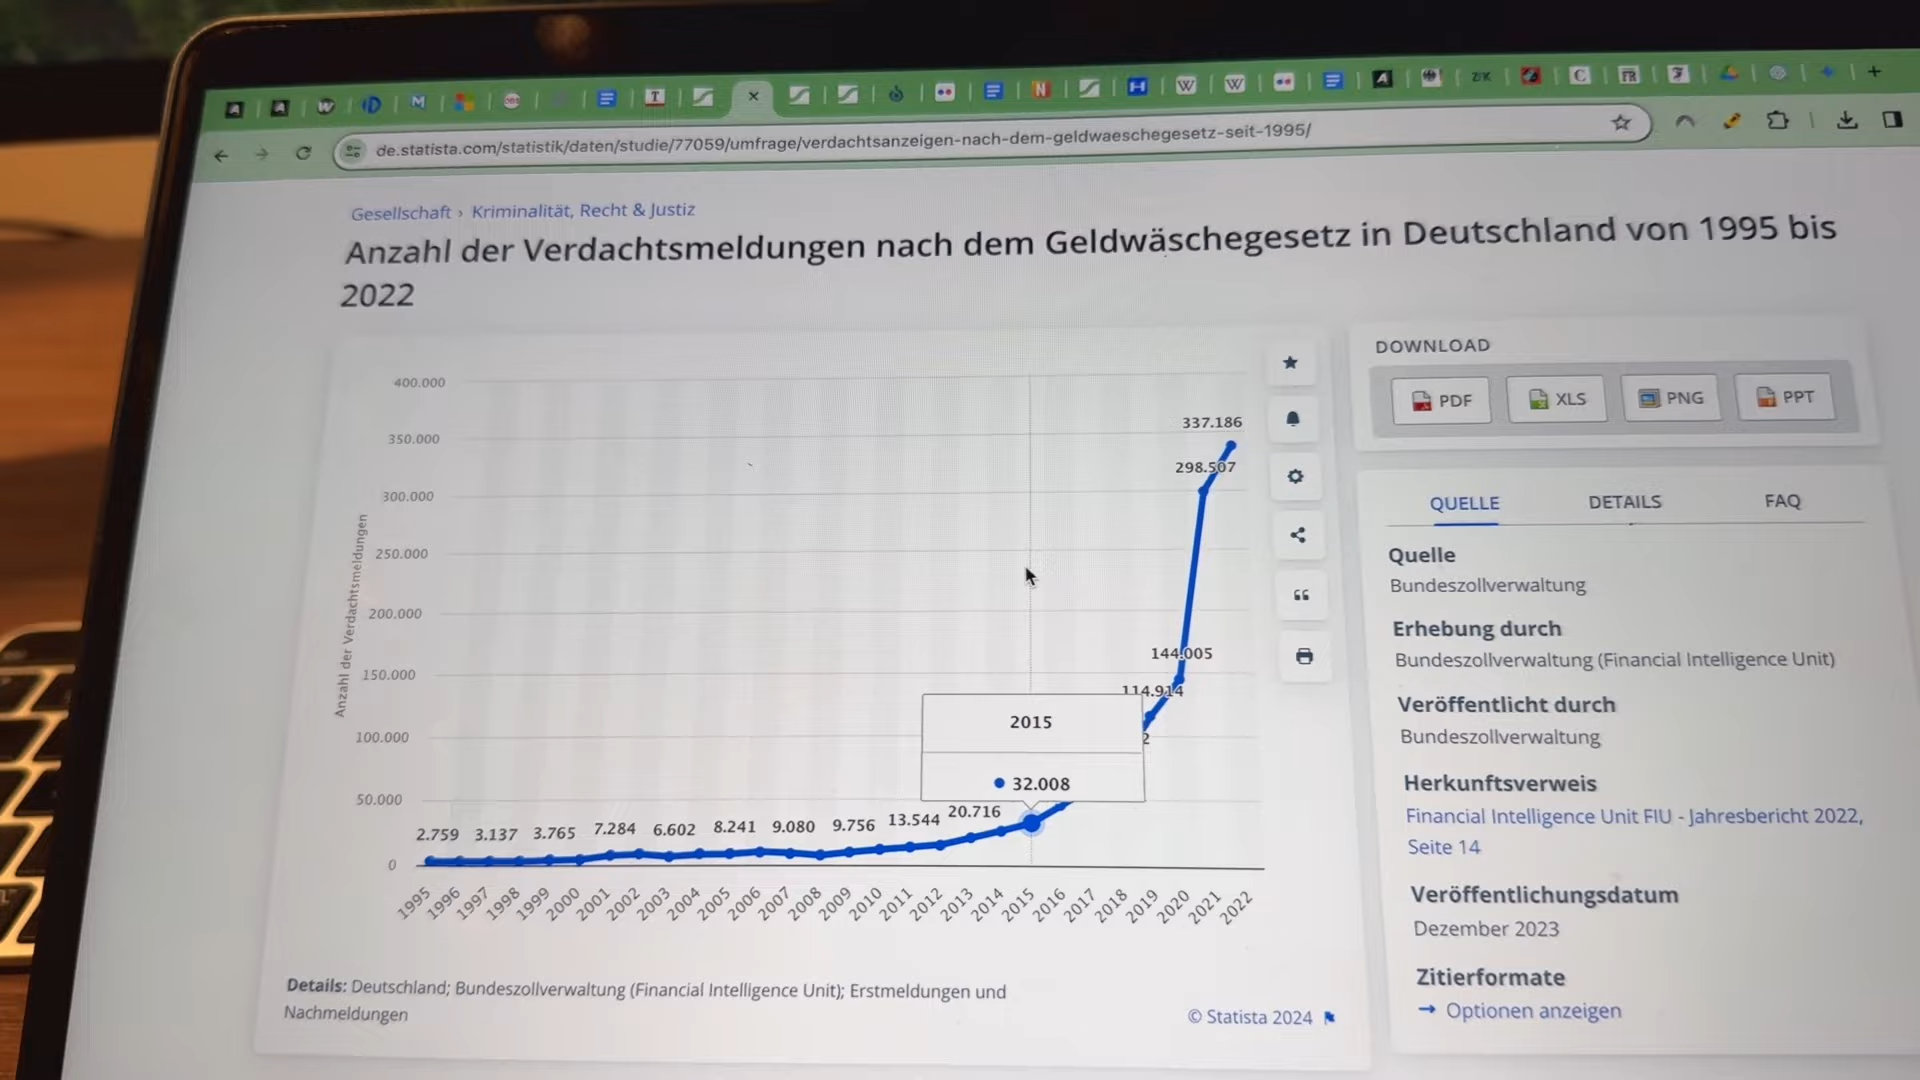 de.statista.com/statistik/daten/studie/77059/umfrage/verdachtsanzeigen-nach-dem-geldwaeschegesetz-seit-1995/
Gesellschaft › Kriminalität, Recht & Justiz
Anzahl der Verdachtsmeldungen nach dem Geldwäschegesetz in Deutschland von 1995 bis
2022
Anzahl der Verdachtsmeldungen
400.000
350.000
300.000
250.000
200.000
150.000
100.000
50.000
0
337.186
298.507
144.005
114.914
2
2015
32.008
2.759 3.137 3.765 7.284 6.602 8.241 9.080 9.756 13.544 20.716
1995 1996 1997 1998 1999 2000 2001 2002 2003 2004 2005 2006 2007 2008 2009 2010 2011 2012 2013 2014 2015 2016 2017 2018 2019 2020 2021 2022
Details: Deutschland; Bundeszollverwaltung (Financial Intelligence Unit); Erstmeldungen und
Nachmeldungen
© Statista 2024
DOWNLOAD
PDF XLS PNG PPT
QUELLE DETAILS FAQ
Quelle
Bundeszollverwaltung
Erhebung durch
Bundeszollverwaltung (Financial Intelligence Unit)
Veröffentlicht durch
Bundeszollverwaltung
Herkunftsverweis
Financial Intelligence Unit FIU - Jahresbericht 2022,
Seite 14
Veröffentlichungsdatum
Dezember 2023
Zitierformate
→ Optionen anzeigen